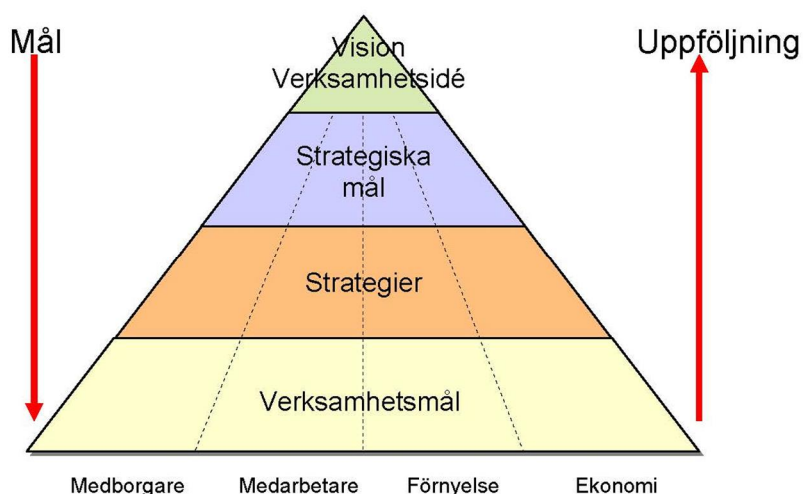 Mål
Uppföljning
Vision
Verksamhetsidé
Strategiska
mål
Strategier
Verksamhetsmål
Medborgare Medarbetare Förnyelse Ekonomi